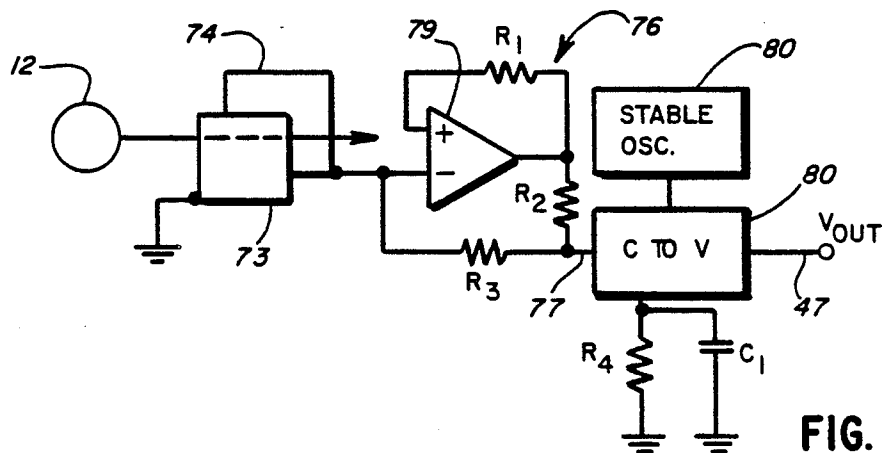 12
74
79
R1
76
80
STABLE
OSC.
+
−
R2
80
VOUT
73
R3
77
C TO V
47
R4
C1
FIG.